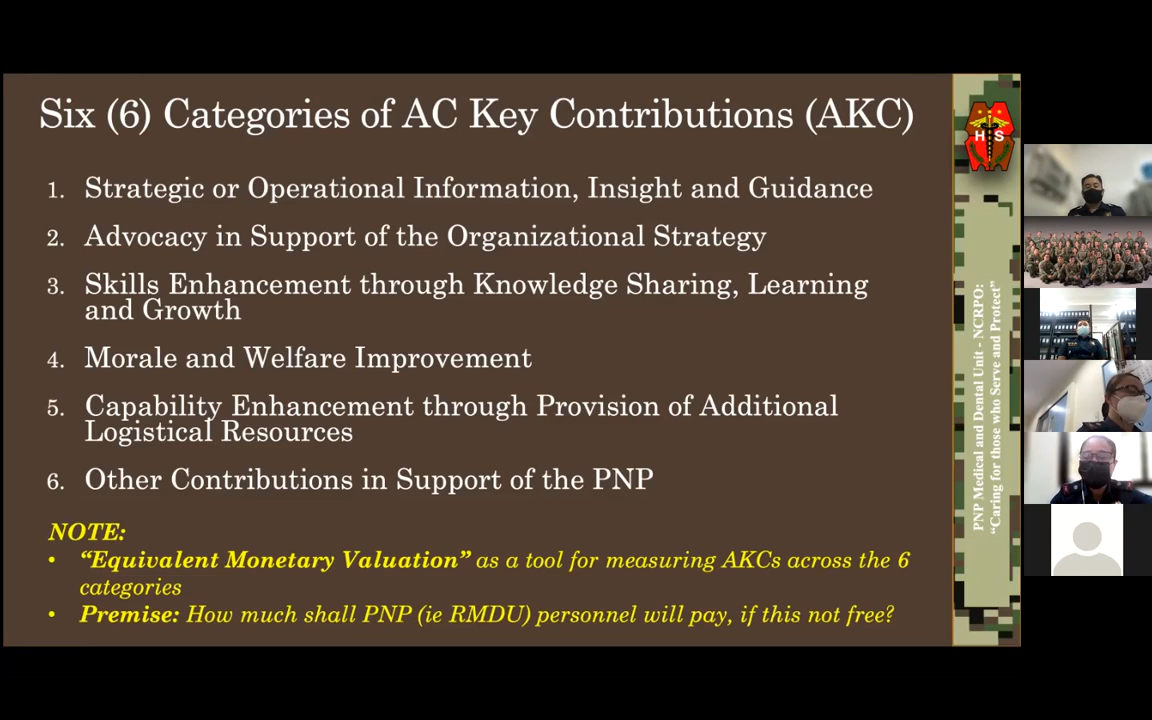 Six (6) Categories of AC Key Contributions (AKC)
1. Strategic or Operational Information, Insight and Guidance
2. Advocacy in Support of the Organizational Strategy
3. Skills Enhancement through Knowledge Sharing, Learning
and Growth
4. Morale and Welfare Improvement
5. Capability Enhancement through Provision of Additional
Logistical Resources
6. Other Contributions in Support of the PNP
NOTE:
• “Equivalent Monetary Valuation” as a tool for measuring AKCs across the 6
categories
• Premise: How much shall PNP (ie RMDU) personnel will pay, if this not free?
H S
PNP Medical and Dental Unit - NCRPO:
“Caring for those who Serve and Protect”